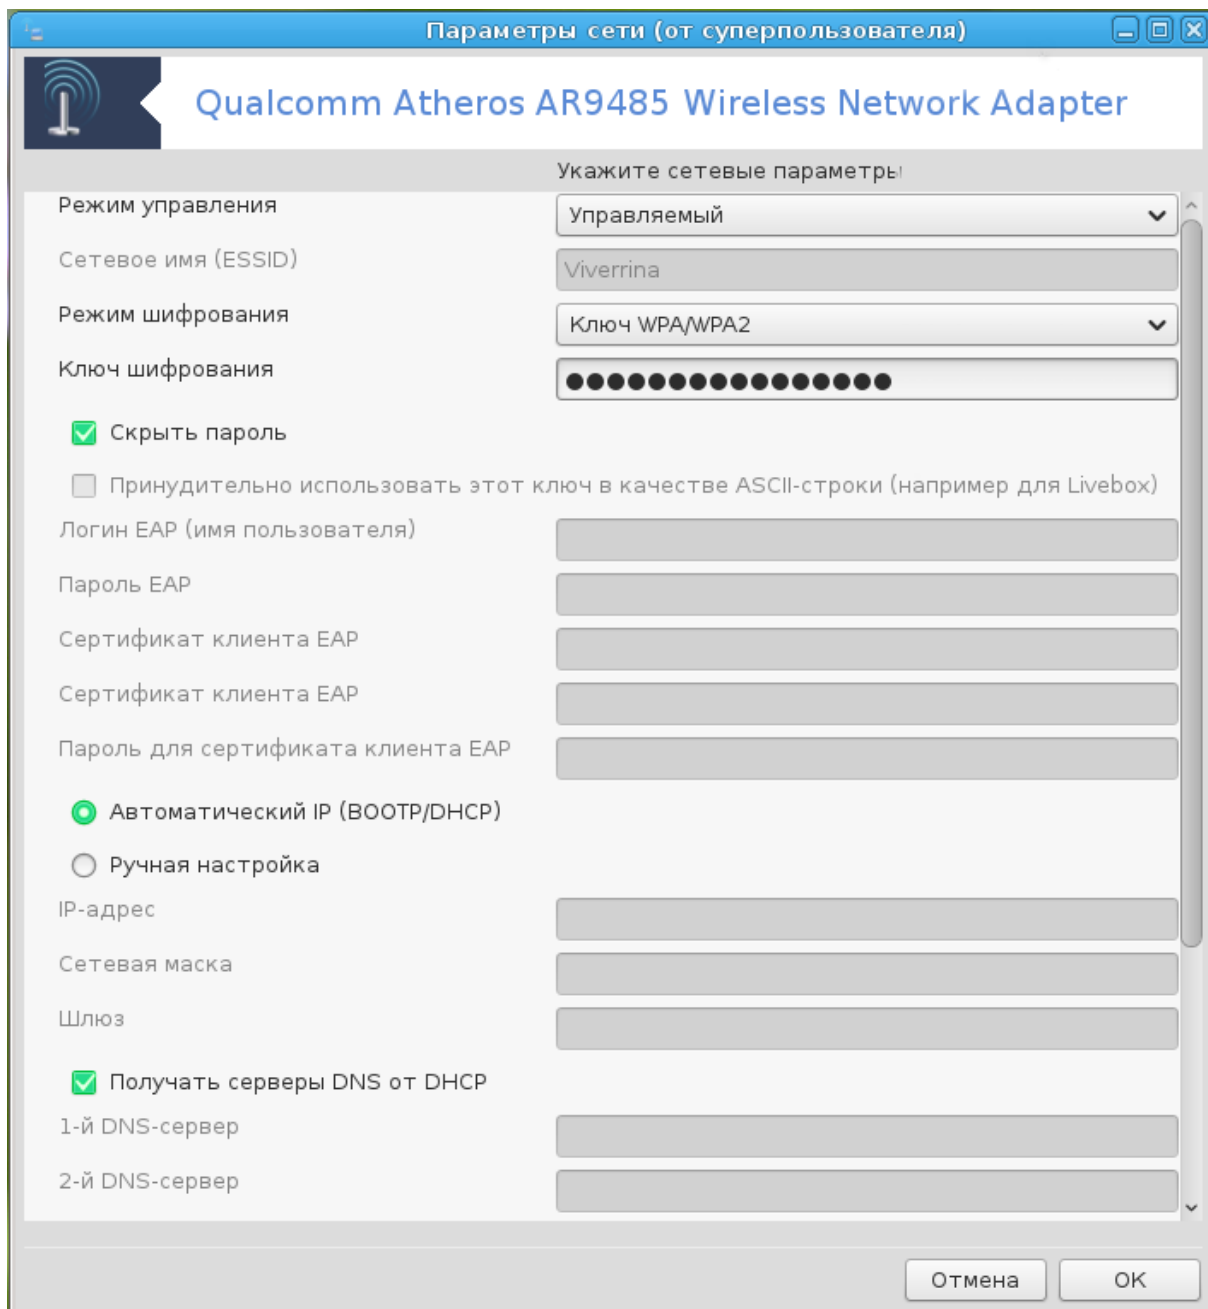 Параметры сети (от суперпользователя)
Qualcomm Atheros AR9485 Wireless Network Adapter
Укажите сетевые параметры
Режим управления
Управляемый
Сетевое имя (ESSID)
Viverrina
Режим шифрования
Ключ WPA/WPA2
Ключ шифрования
●●●●●●●●●●●●●●●●
Скрыть пароль
Принудительно использовать этот ключ в качестве ASCII-строки (например для Livebox)
Логин EAP (имя пользователя)
Пароль EAP
Сертификат клиента EAP
Сертификат клиента EAP
Пароль для сертификата клиента EAP
Автоматический IP (BOOTP/DHCP)
Ручная настройка
IP-адрес
Сетевая маска
Шлюз
Получать серверы DNS от DHCP
1-й DNS-сервер
2-й DNS-сервер
Отмена
OK